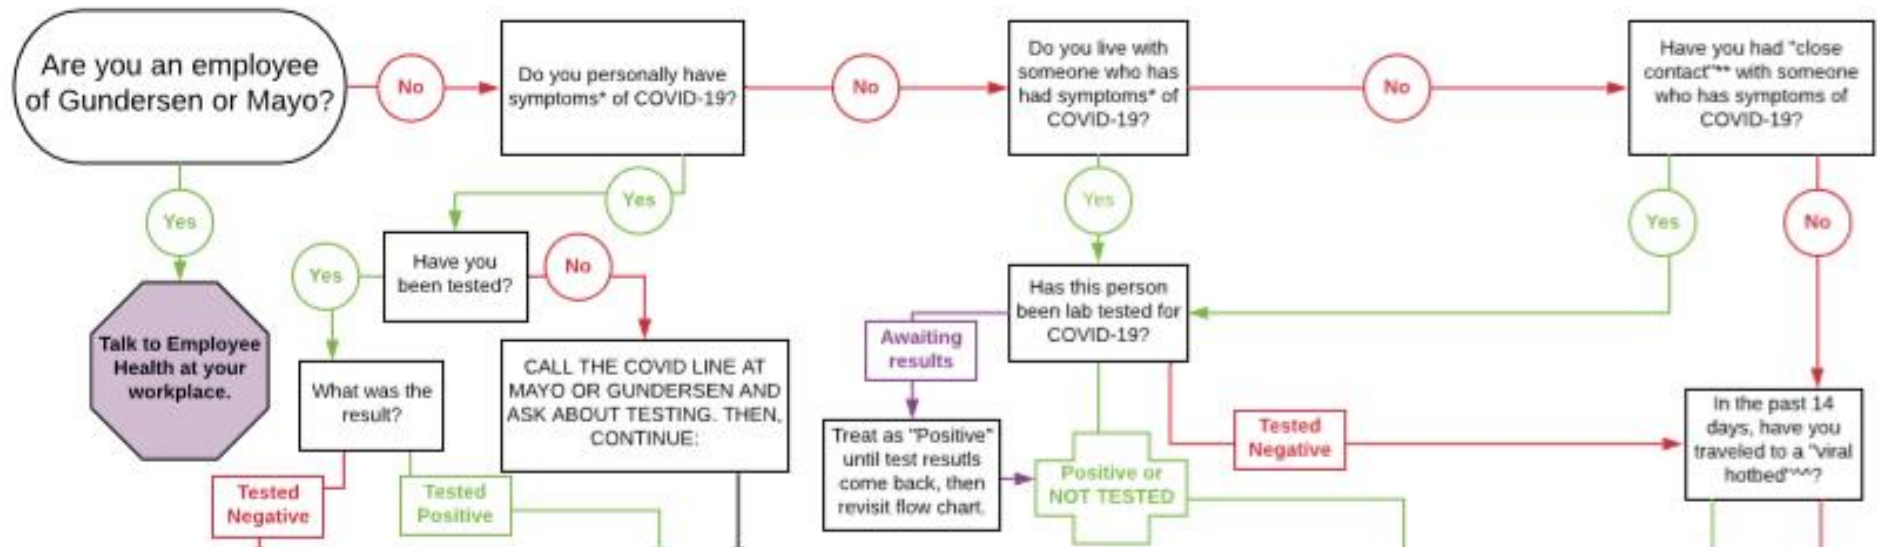 Are you an employee
of Gundersen or Mayo?
No
Do you personally have
symptoms* of COVID-19?
No
Do you live with
someone who has
had symptoms* of
COVID-19?
No
Have you had "close
contact"** with someone
who has symptoms of
COVID-19?
Yes
Yes
Yes
Yes
No
Talk to Employee
Health at your
workplace.
Yes
Have you
been tested?
No
Has this person
been lab tested for
COVID-19?
What was the
result?
CALL THE COVID LINE AT
MAYO OR GUNDERSEN AND
ASK ABOUT TESTING. THEN,
CONTINUE:
Awaiting
results
Treat as "Positive"
until test resutls
come back, then
revisit flow chart.
Positive or
NOT TESTED
Tested
Negative
In the past 14
days, have you
traveled to a "viral
hotbed"^^^?
Tested
Negative
Tested
Positive